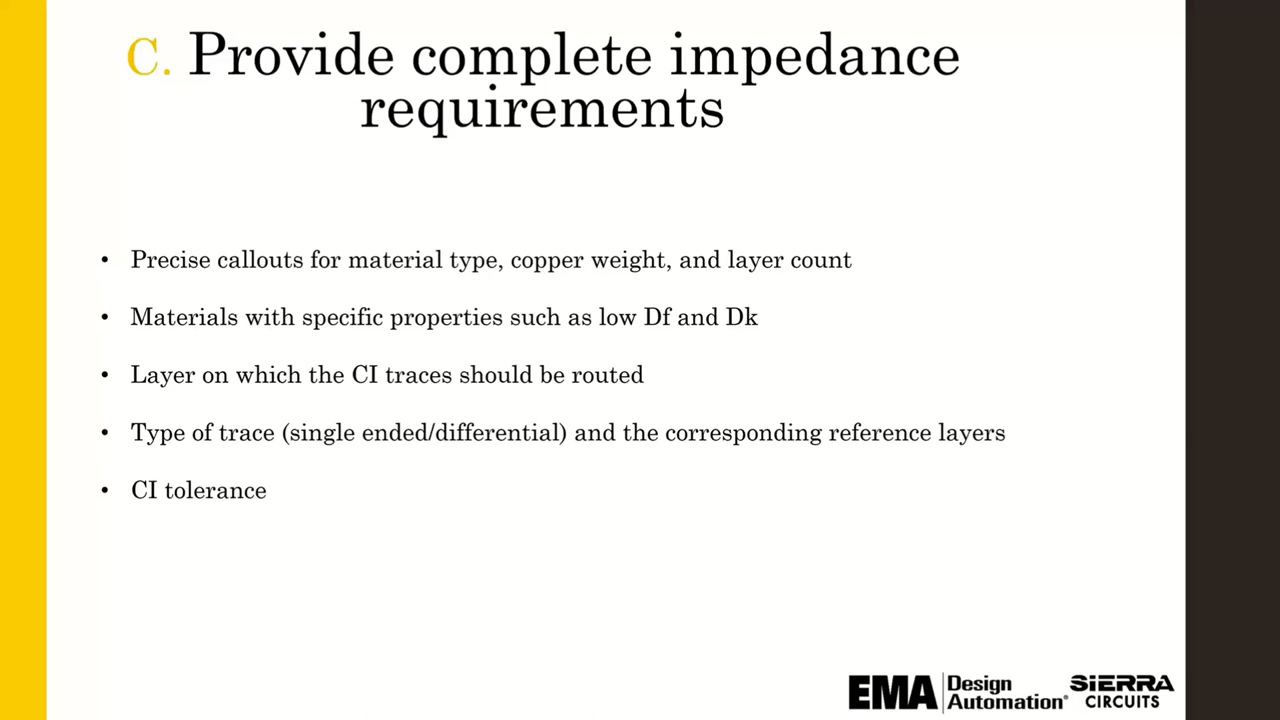 C. Provide complete impedance
requirements
• Precise callouts for material type, copper weight, and layer count
• Materials with specific properties such as low Df and Dk
• Layer on which the CI traces should be routed
• Type of trace (single ended/differential) and the corresponding reference layers
• CI tolerance
EMA Design Automation®
SIERRA CIRCUITS